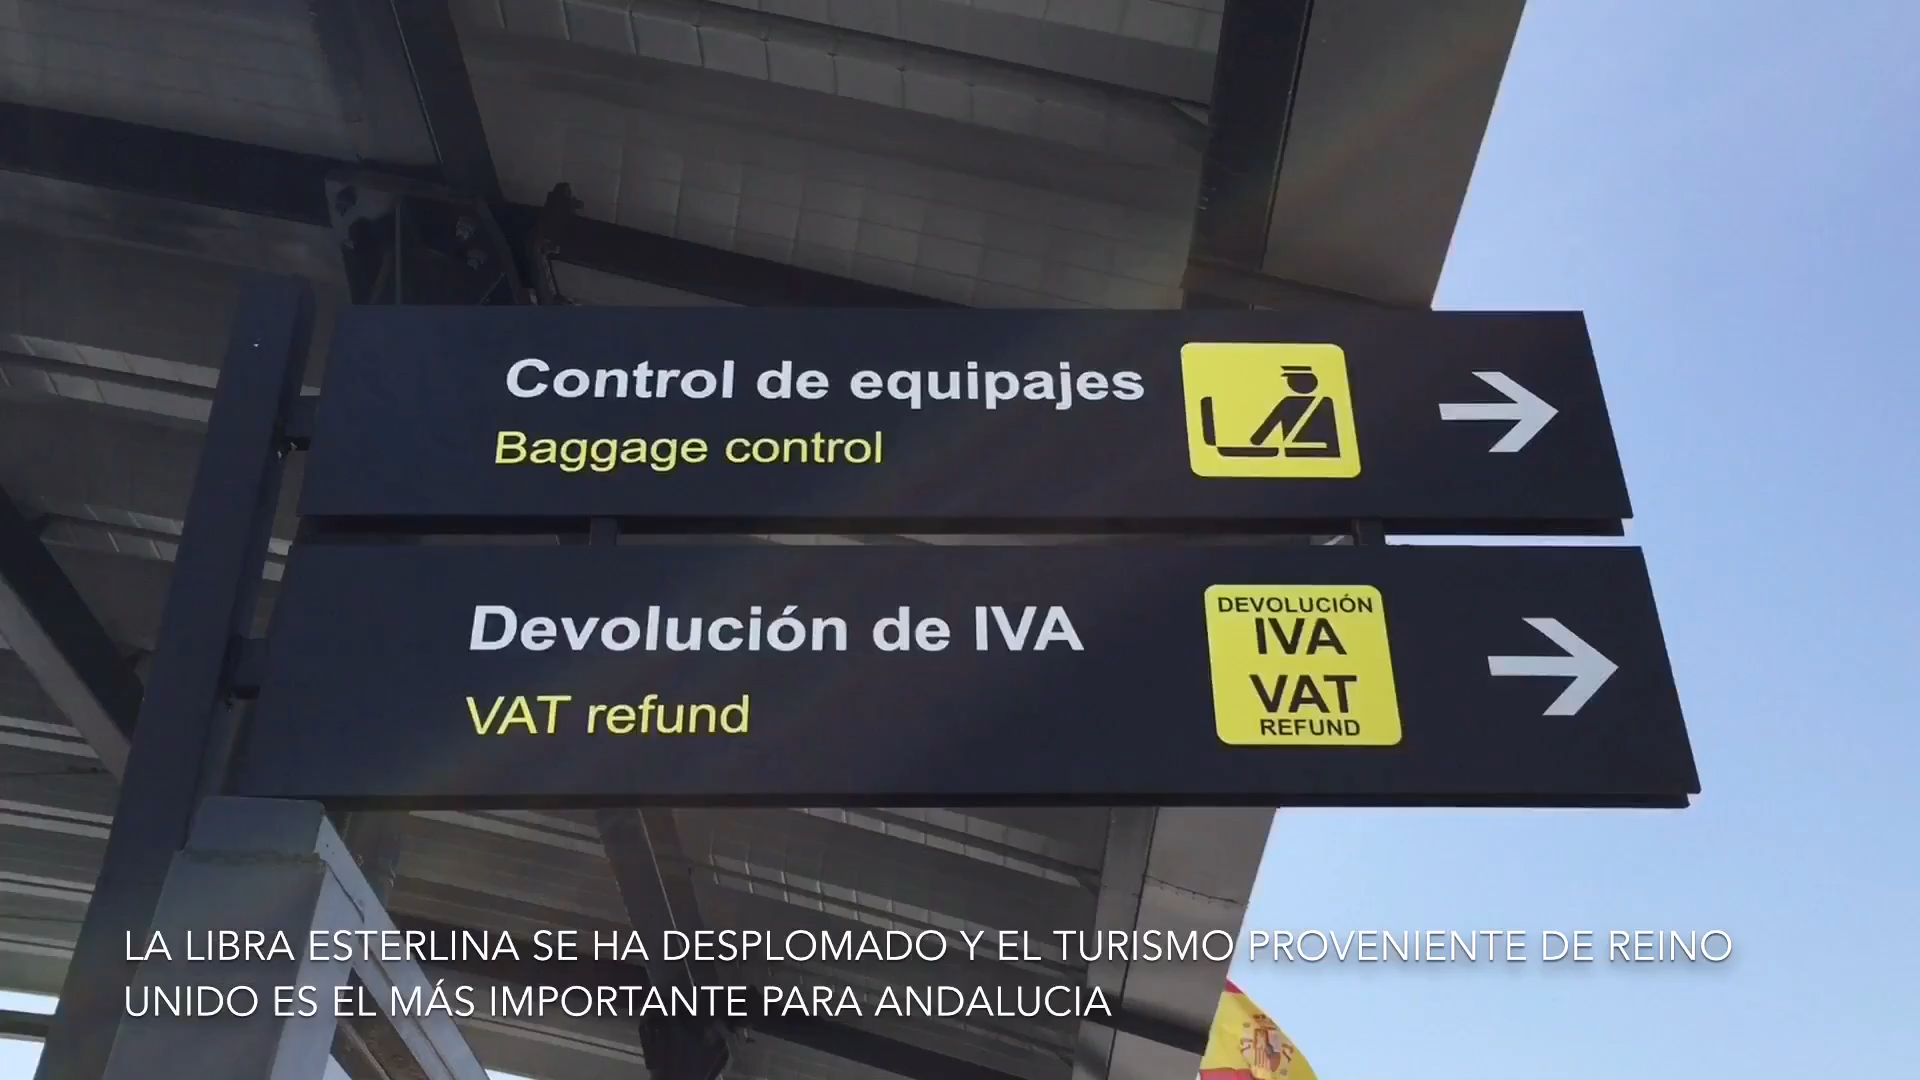 Control de equipajes
Baggage control
Devolución de IVA
VAT refund
DEVOLUCIÓN
IVA
VAT
REFUND
LA LIBRA ESTERLINA SE HA DESPLOMADO Y EL TURISMO PROVENIENTE DE REINO
UNIDO ES EL MÁS IMPORTANTE PARA ANDALUCIA